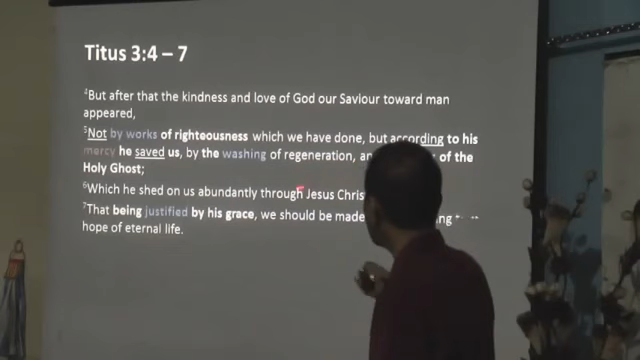 Titus 3:4 – 7
4But after that the kindness and love of God our Saviour toward man
appeared,
5Not by works of righteousness which we have done, but according to his
mercy he saved us, by the washing of regeneration, of the
Holy Ghost;
6Which he shed on us abundantly through Jesus
7That being justified by his grace, we should be made
hope of eternal life.